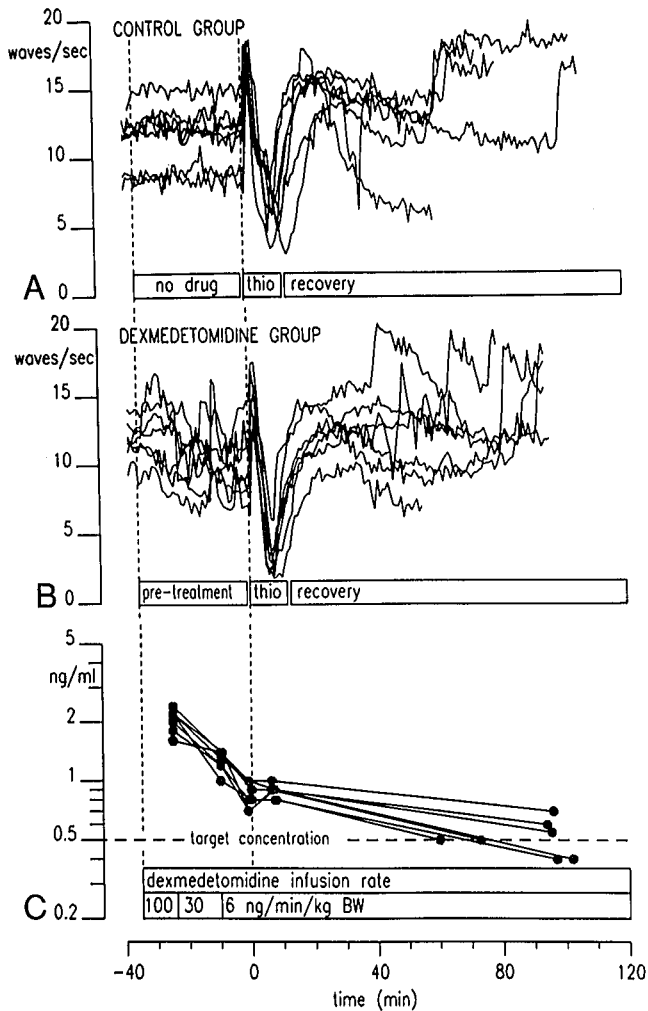 20
waves/sec
CONTROL GROUP
15
10
5
0
A
no drug
thio
recovery
20
waves/sec
DEXMEDETOMIDINE GROUP
15
10
5
0
B
pre-treatment
thio
recovery
5
ng/ml
2
1
0.5
target concentration
0.2
C
dexmedetomidine infusion rate
100
30
6 ng/min/kg BW
-40
0
40
80
120
time (min)